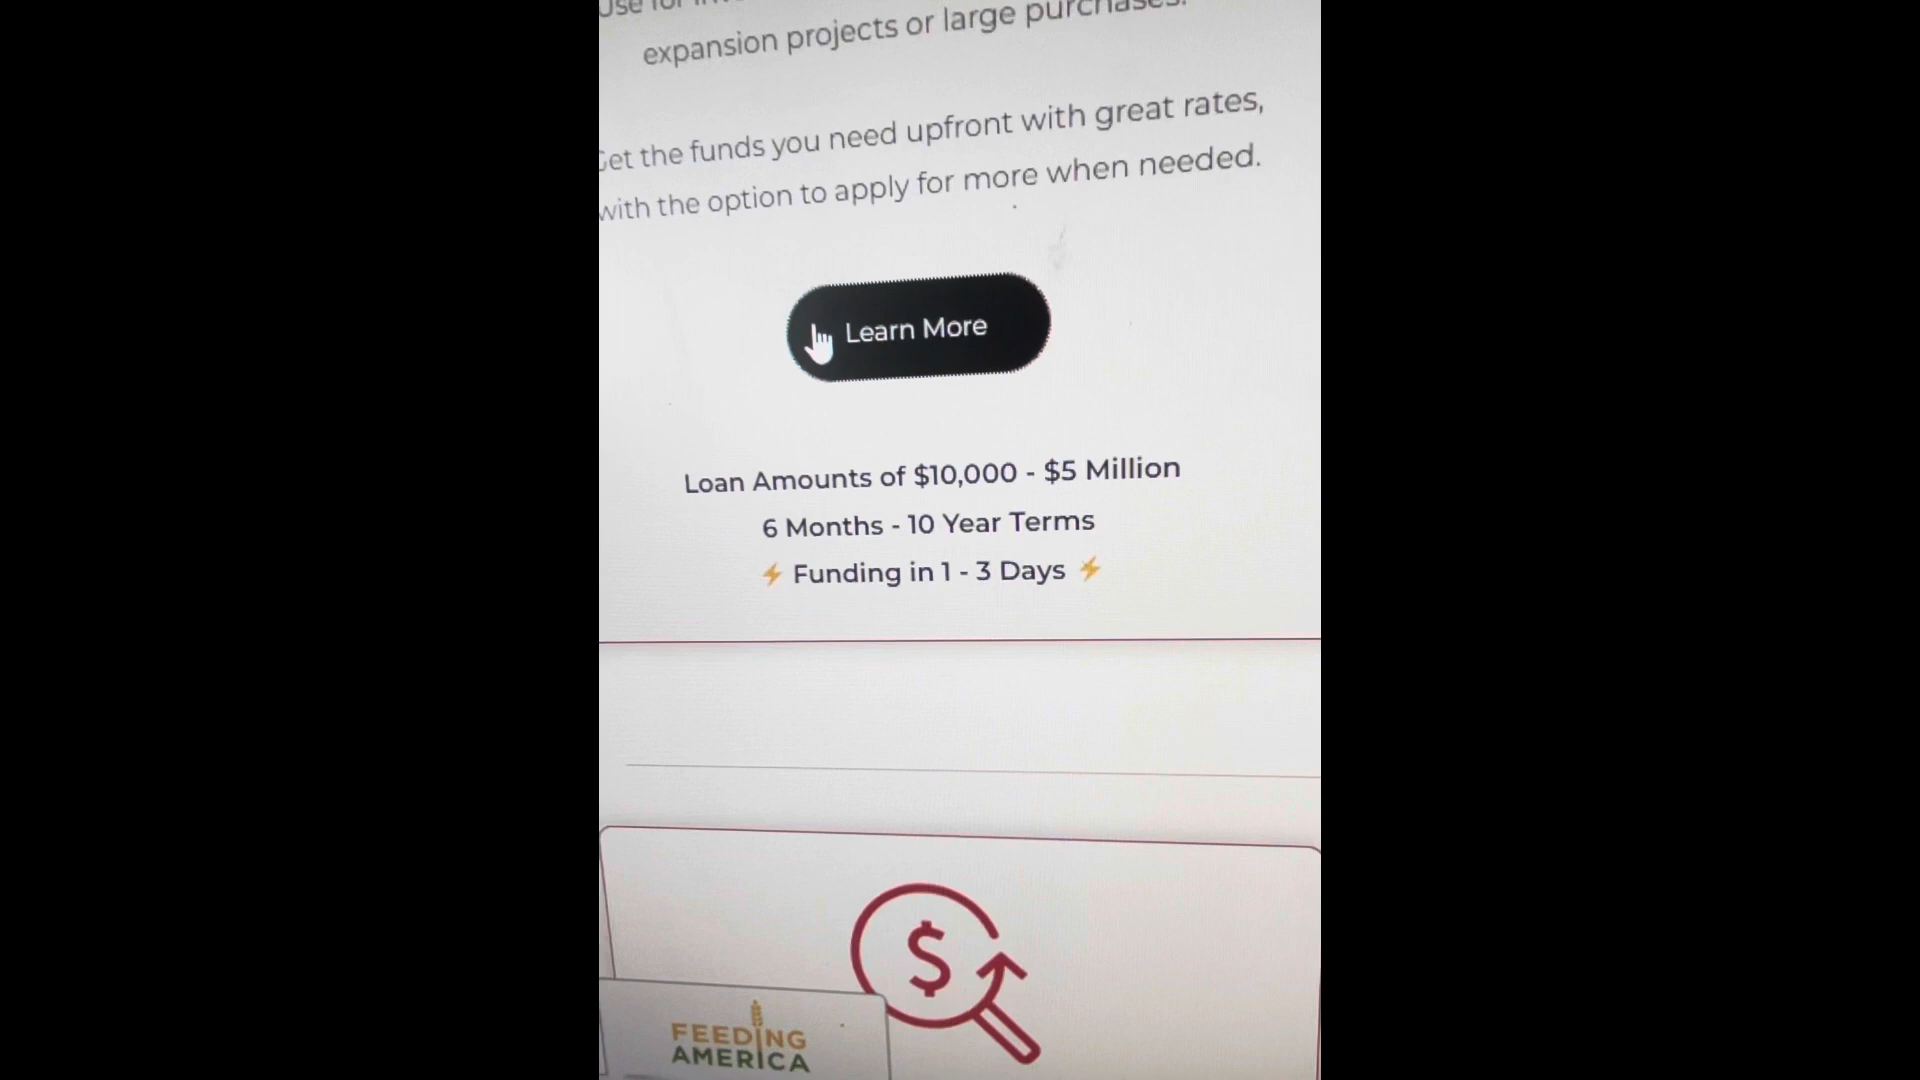 expansion projects or large purchases.
Get the funds you need upfront with great rates,
with the option to apply for more when needed.
Learn More
Loan Amounts of $10,000 - $5 Million
6 Months - 10 Year Terms
⚡ Funding in 1 - 3 Days ⚡
$
FEEDING
AMERICA